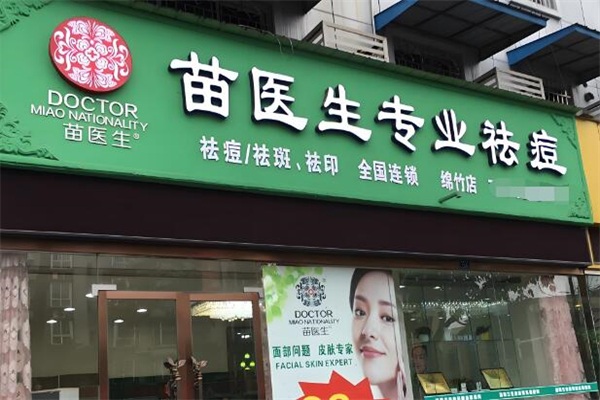 DOCTOR
MIAO NATIONALITY
苗医生®
苗医生专业祛痘
祛痘/祛斑、祛印 全国连锁 绵竹店
DOCTOR
MIAO NATIONALITY
苗医生
面部问题 皮肤专家
FACIAL SKIN EXPERT